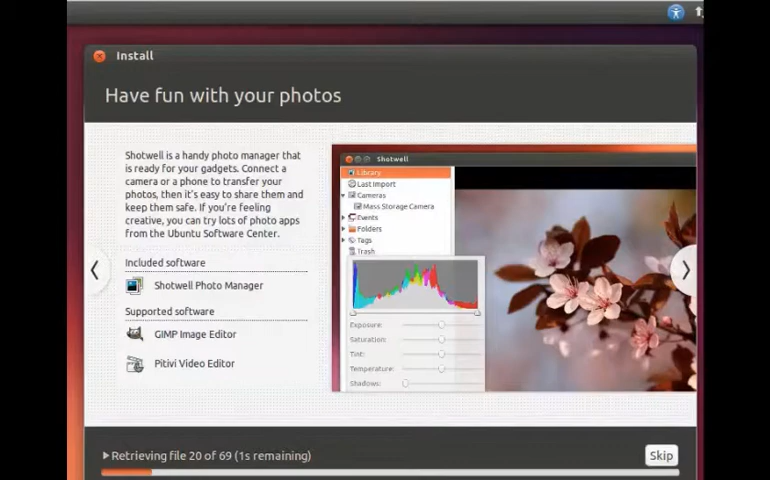 Install
Have fun with your photos
Shotwell is a handy photo manager that
is ready for your gadgets. Connect a
camera or a phone to transfer your
photos, then it's easy to share them and
keep them safe. If you're feeling
creative, you can try lots of photo apps
from the Ubuntu Software Center.
Included software
Shotwell Photo Manager
Supported software
GIMP Image Editor
Pitivi Video Editor
Shotwell
Library
Last Import
Cameras
Mass Storage Camera
Events
Folders
Tags
Trash
Exposure:
Saturation:
Tint:
Temperature:
Shadows:
Retrieving file 20 of 69 (1s remaining)
Skip